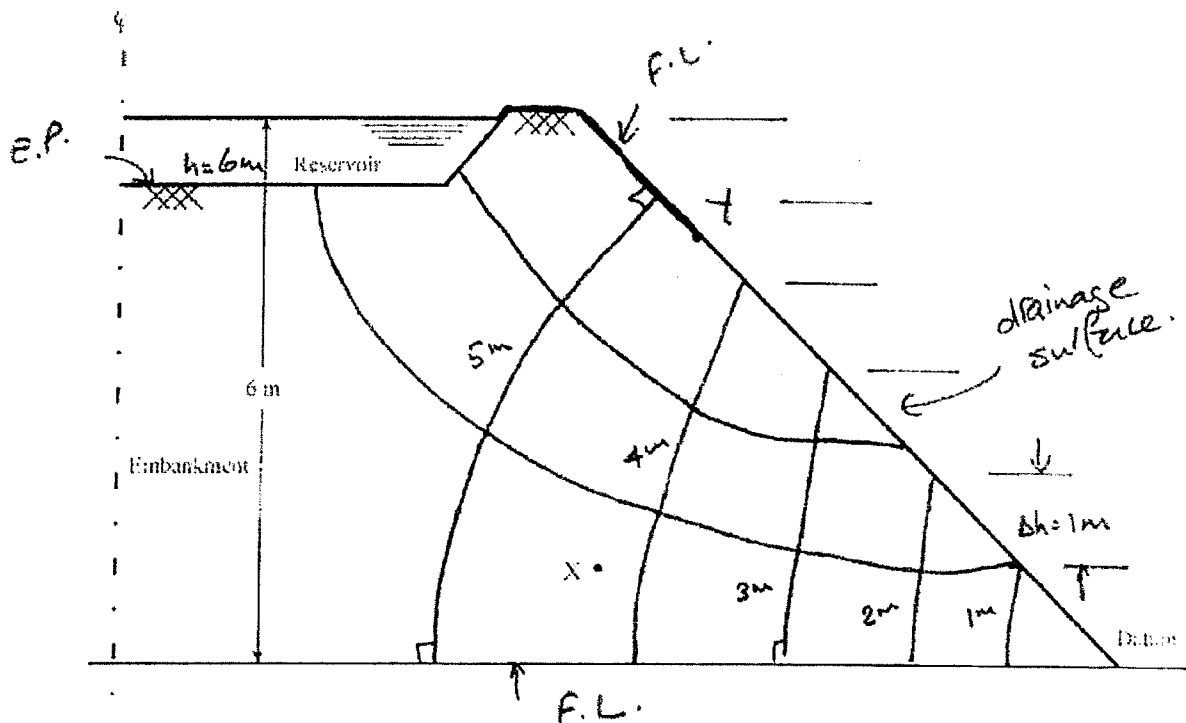 ℄
F.L.
E.P.
h=6m
Reservoir
5m
drainage
surface.
6 m
4m
Embankment
Δh=1m
X
3m
2m
1m
Datum
F.L.